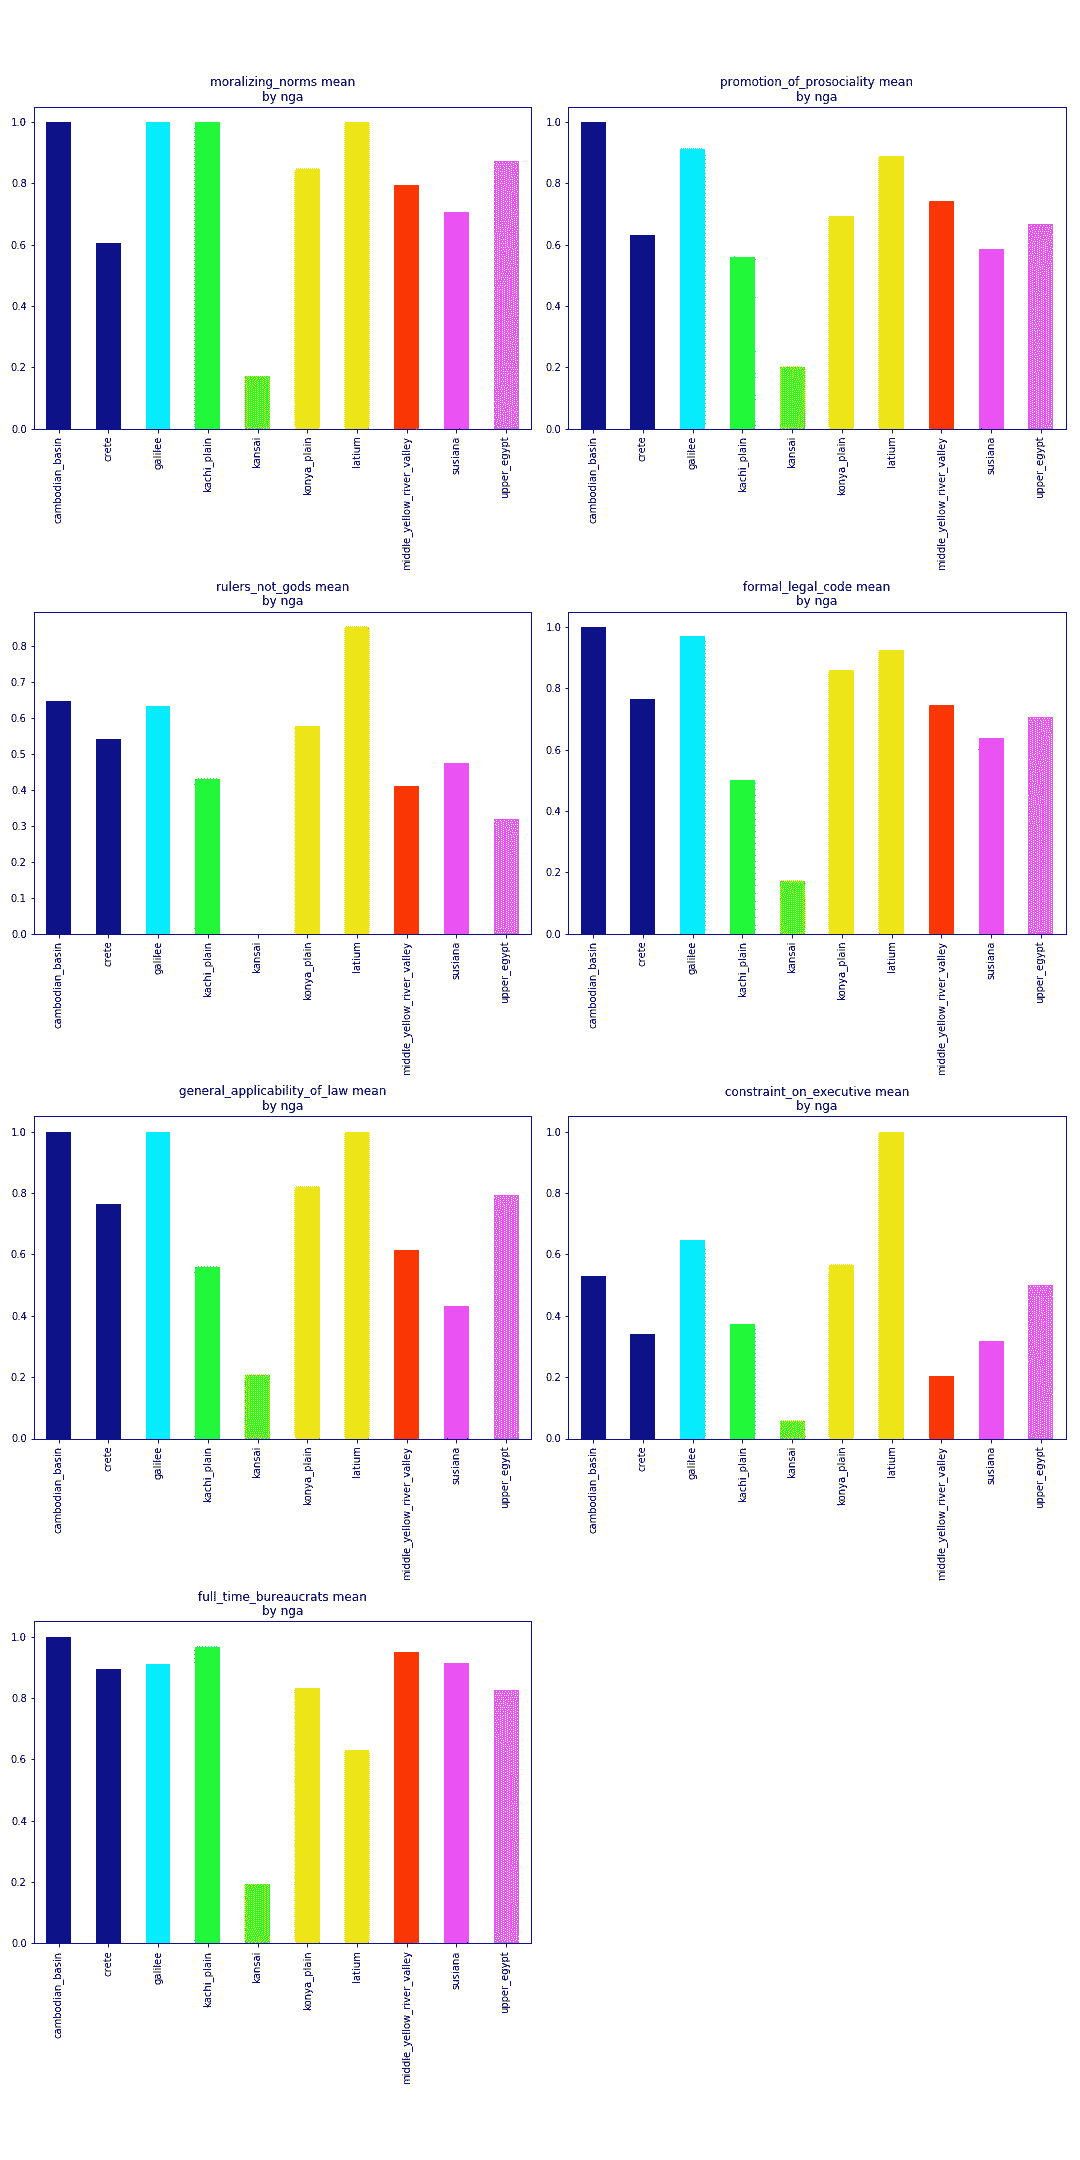 moralizing_norms mean
by nga
1.0
0.8
0.6
0.4
0.2
0.0
cambodian_basin
crete
galilee
kachi_plain
kansai
konya_plain
latium
middle_yellow_river_valley
susiana
upper_egypt
promotion_of_prosociality mean
by nga
1.0
0.8
0.6
0.4
0.2
0.0
cambodian_basin
crete
galilee
kachi_plain
kansai
konya_plain
latium
middle_yellow_river_valley
susiana
upper_egypt
rulers_not_gods mean
by nga
0.8
0.7
0.6
0.5
0.4
0.3
0.2
0.1
0.0
cambodian_basin
crete
galilee
kachi_plain
kansai
konya_plain
latium
middle_yellow_river_valley
susiana
upper_egypt
formal_legal_code mean
by nga
1.0
0.8
0.6
0.4
0.2
0.0
cambodian_basin
crete
galilee
kachi_plain
kansai
konya_plain
latium
middle_yellow_river_valley
susiana
upper_egypt
general_applicability_of_law mean
by nga
1.0
0.8
0.6
0.4
0.2
0.0
cambodian_basin
crete
galilee
kachi_plain
kansai
konya_plain
latium
middle_yellow_river_valley
susiana
upper_egypt
constraint_on_executive mean
by nga
1.0
0.8
0.6
0.4
0.2
0.0
cambodian_basin
crete
galilee
kachi_plain
kansai
konya_plain
latium
middle_yellow_river_valley
susiana
upper_egypt
full_time_bureaucrats mean
by nga
1.0
0.8
0.6
0.4
0.2
0.0
cambodian_basin
crete
galilee
kachi_plain
kansai
konya_plain
latium
middle_yellow_river_valley
susiana
upper_egypt